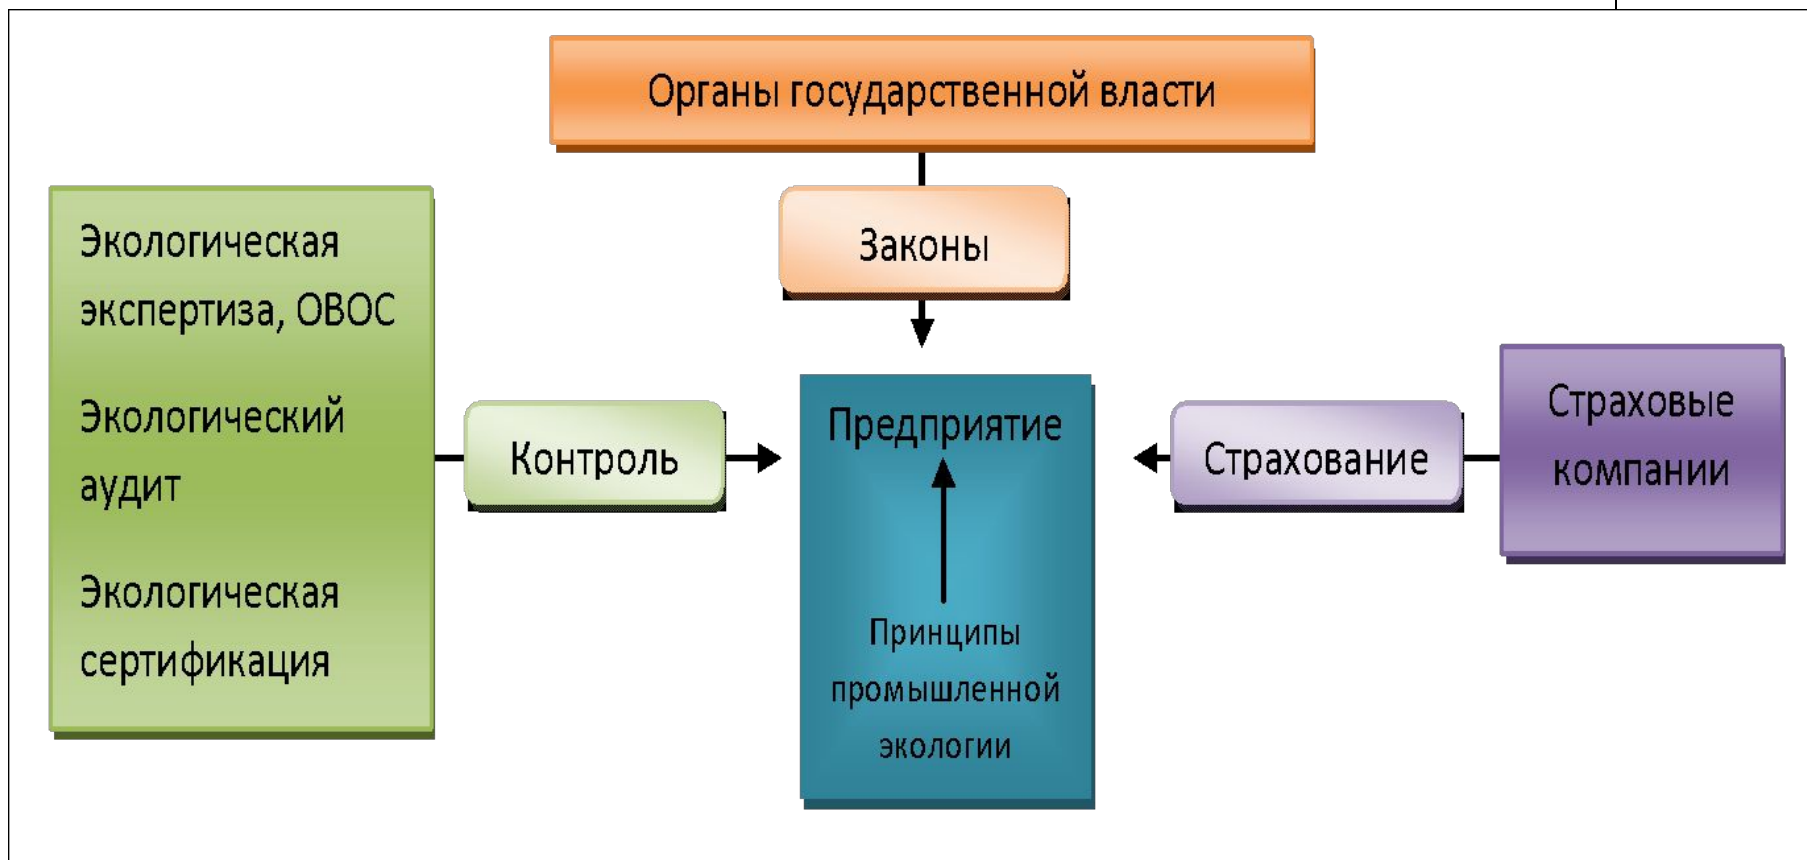 Органы государственной власти
Законы
Экологическая
экспертиза, ОВОС
Экологический
аудит
Экологическая
сертификация
Контроль
Предприятие
Принципы
промышленной
экологии
Страхование
Страховые
компании